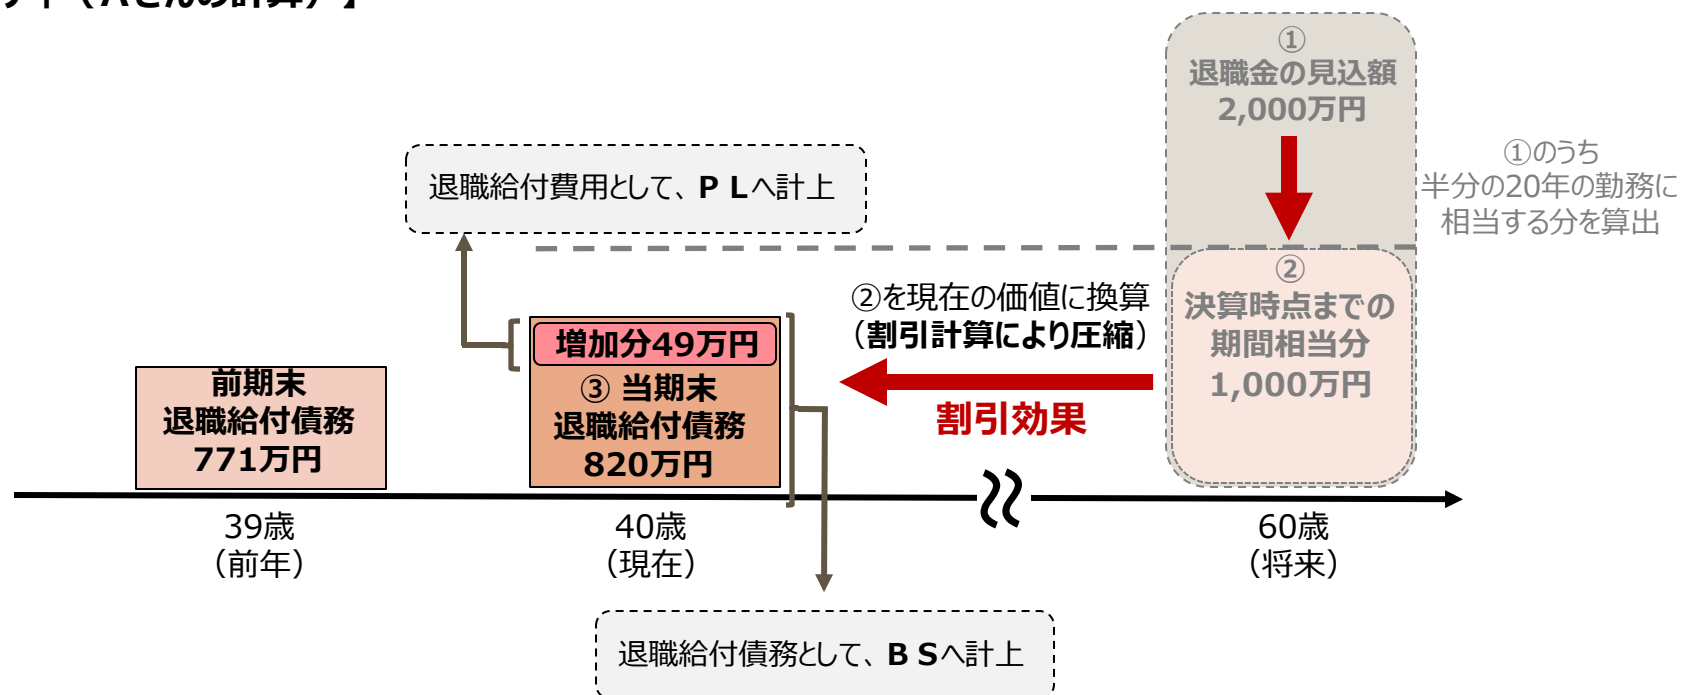 (Aさんの計算)】
①
退職金の見込額
2,000万円
①のうち
半分の20年の勤務に
相当する分を算出
退職給付費用として、ＰＬへ計上
②
決算時点までの
期間相当分
1,000万円
②を現在の価値に換算
（割引計算により圧縮）
割引効果
増加分49万円
③ 当期末
退職給付債務
820万円
前期末
退職給付債務
771万円
39歳
（前年）
40歳
（現在）
60歳
（将来）
退職給付債務として、ＢＳへ計上